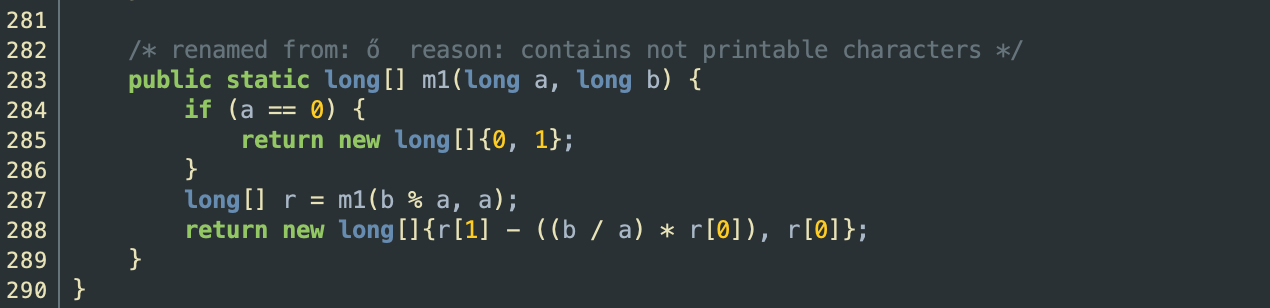 281
282     /* renamed from: ő  reason: contains not printable characters */
283     public static long[] m1(long a, long b) {
284         if (a == 0) {
285             return new long[]{0, 1};
286         }
287         long[] r = m1(b % a, a);
288         return new long[]{r[1] - ((b / a) * r[0]), r[0]};
289     }
290 }